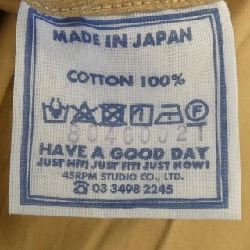 MADE IN JAPAN
COTTON 100%
80460021
HAVE A GOOD DAY
JUST HIT! JUST FIT! JUST NOW!
45RPM STUDIO CO., LTD.
☎ 03 3498 2245